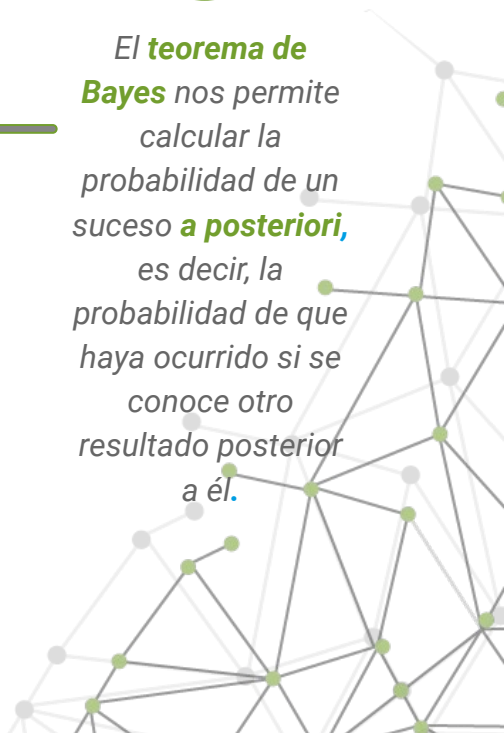 El teorema de
Bayes nos permite
calcular la
probabilidad de un
suceso a posteriori,
es decir, la
probabilidad de que
haya ocurrido si se
conoce otro
resultado posterior
a él.